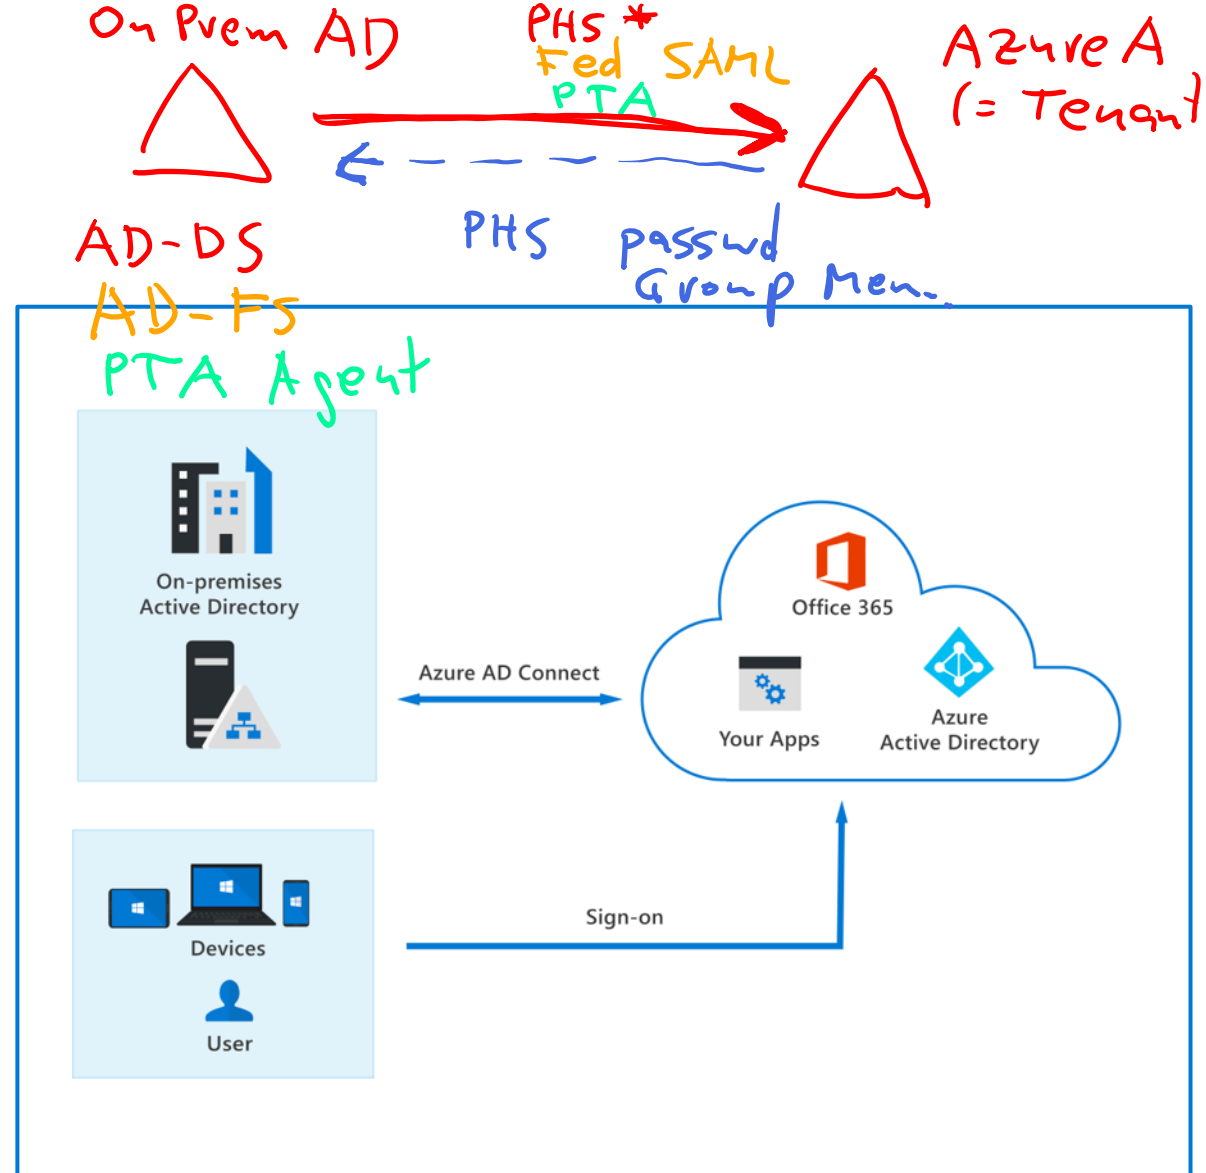 On Prem AD
PHS *
Fed SAML
PTA
Azure A
(= Tenant)
AD-DS
AD-FS
PTA Agent
PHS passwd
Group Mem.
On-premises
Active Directory
Azure AD Connect
Office 365
Your Apps
Azure
Active Directory
Devices
User
Sign-on